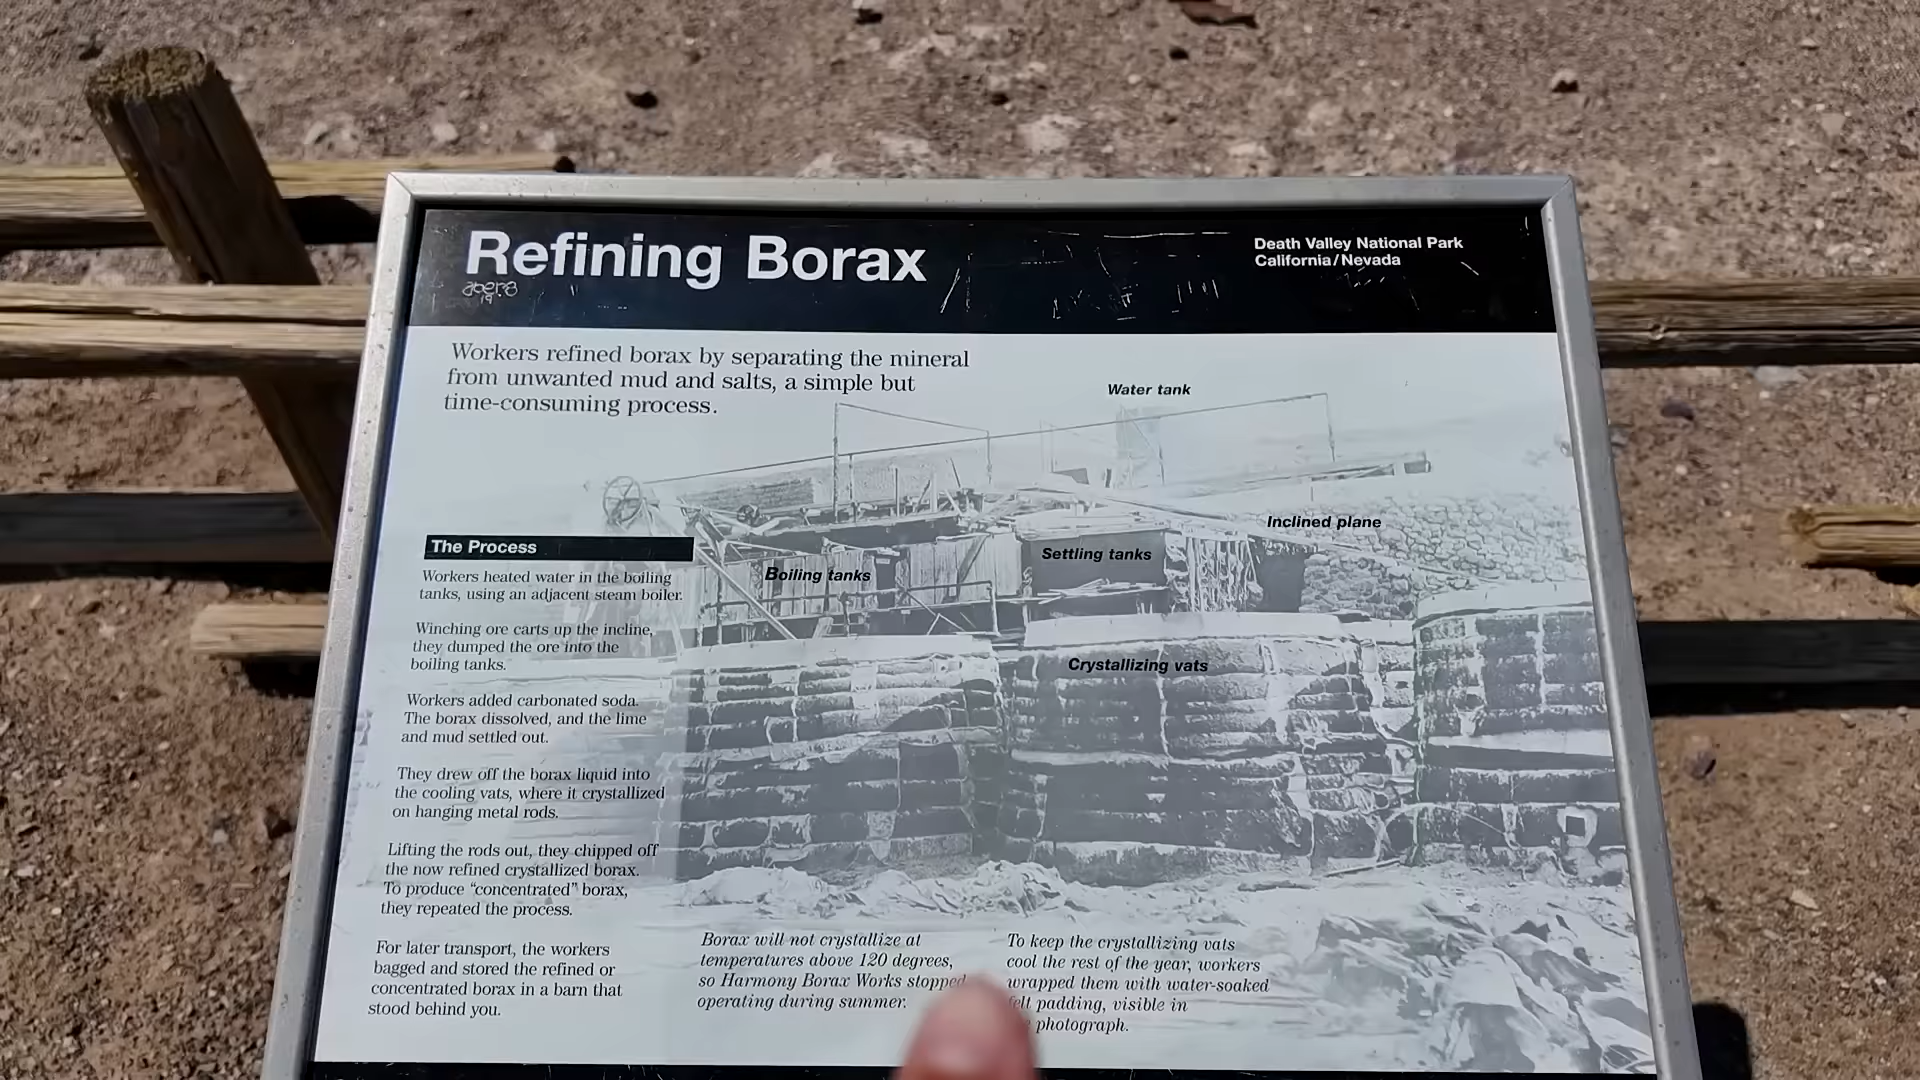 Refining Borax
Death Valley National Park
California/Nevada
Workers refined borax by separating the mineral
from unwanted mud and salts, a simple but
time-consuming process.
Water tank
Inclined plane
Settling tanks
Boiling tanks
Crystallizing vats
The Process
Workers heated water in the boiling
tanks, using an adjacent steam boiler.
Winching ore carts up the incline,
they dumped the ore into the
boiling tanks.
Workers added carbonated soda.
The borax dissolved, and the lime
and mud settled out.
They drew off the borax liquid into
the cooling vats, where it crystallized
on hanging metal rods.
Lifting the rods out, they chipped off
the now refined crystallized borax.
To produce “concentrated” borax,
they repeated the process.
For later transport, the workers
bagged and stored the refined or
concentrated borax in a barn that
stood behind you.
Borax will not crystallize at
temperatures above 120 degrees,
so Harmony Borax Works stopped
operating during summer.
To keep the crystallizing vats
cool the rest of the year, workers
wrapped them with water-soaked
felt padding, visible in
photograph.